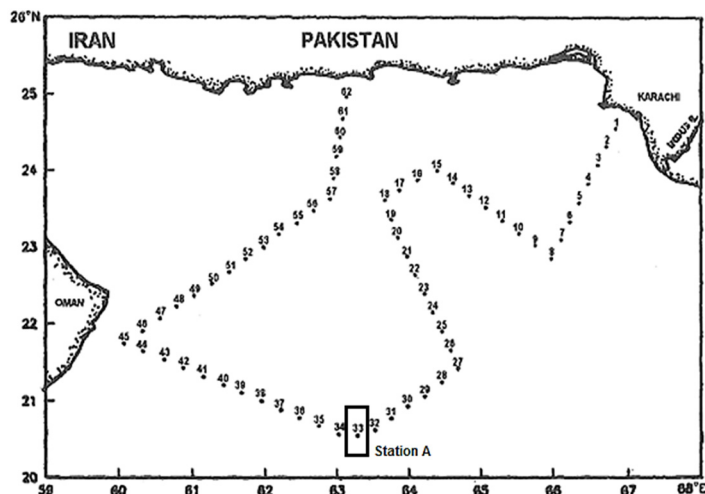 26°N
IRAN PAKISTAN
25 62
KARACHI
61
1
60
INDUS R
2
59
3
15
24 58 16 14 4
17 13
57 18 5
12
56
19 11 6
55
54 10
20 7
53 9
23
52 21 8
51 22
50
49 23
48
OMAN
24
47
22 46 25
45
44 26
43
42 27
41
28
40
39 29
38
21 30
37
36 31
35
34 33 32
Station A
20
59 60 61 62 63 64 65 66 67 68°E